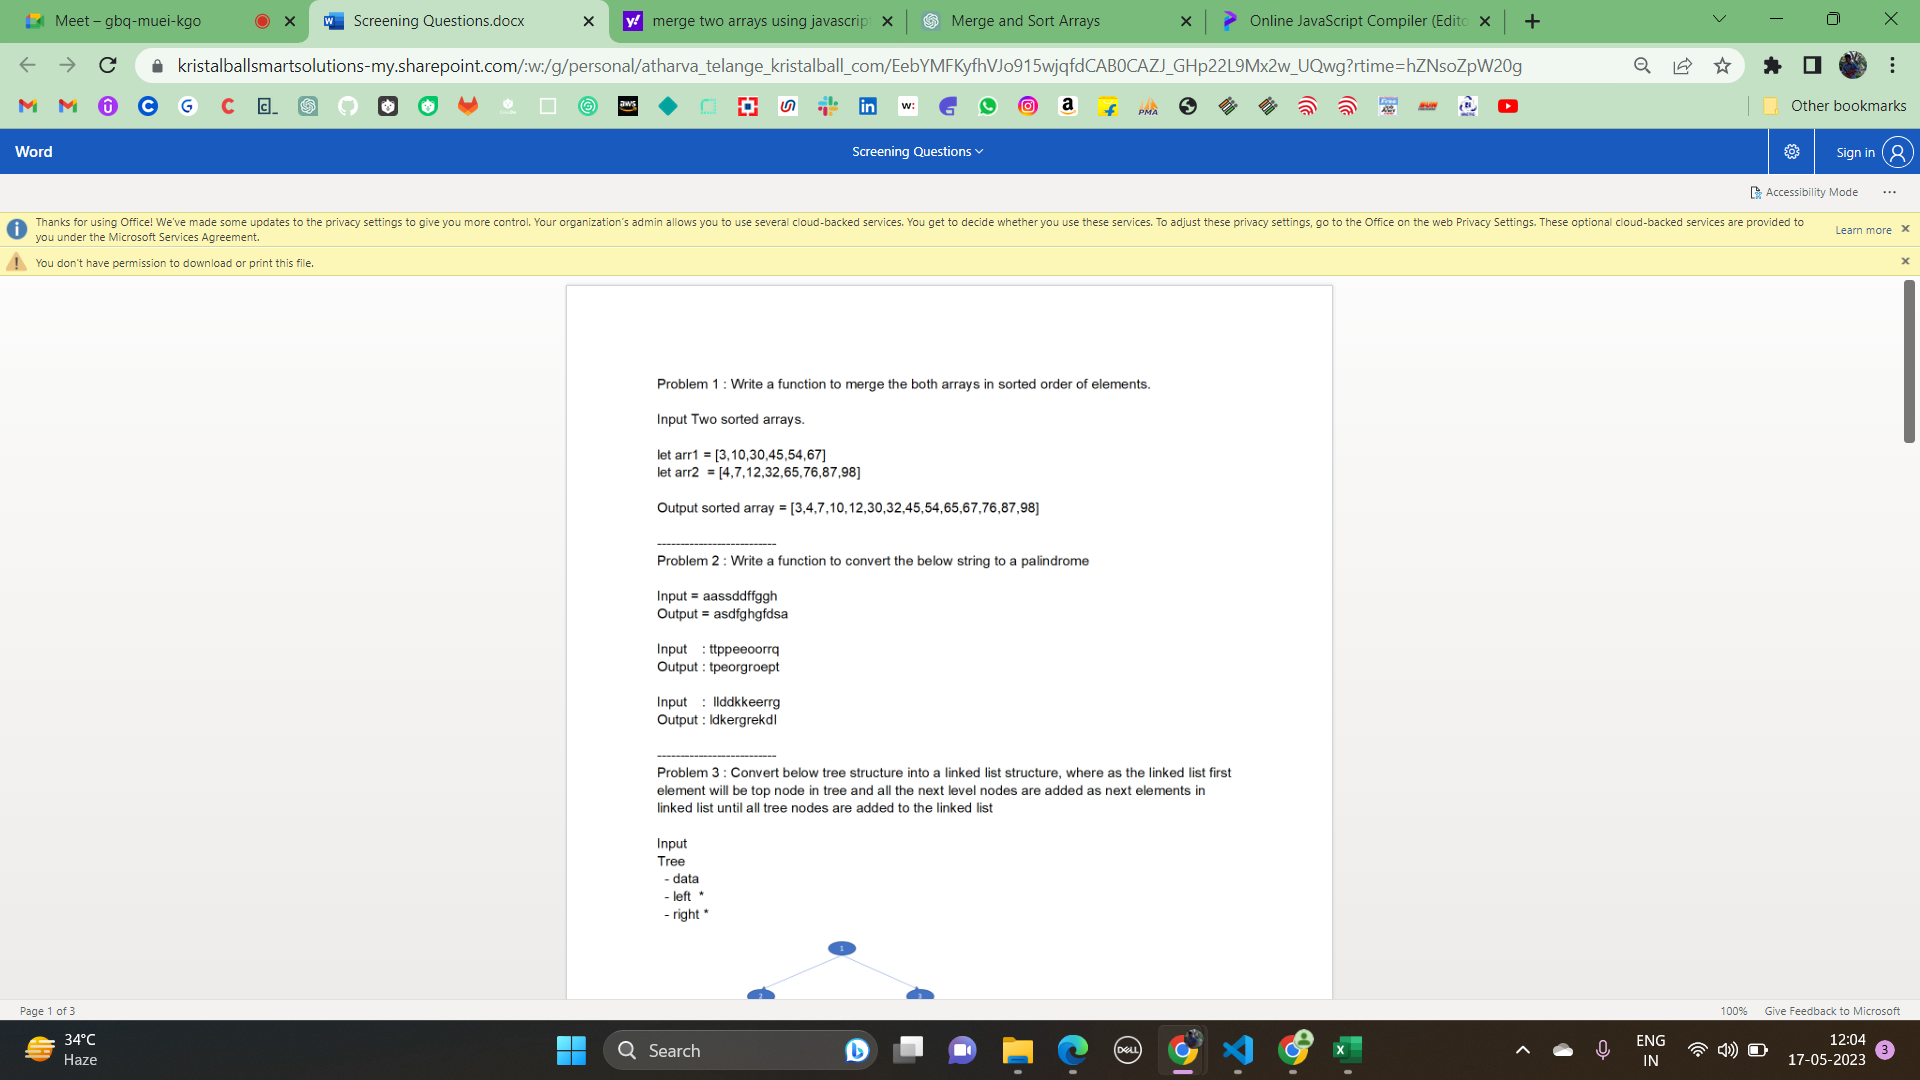 Meet – gbq-muei-kgo
Screening Questions.docx
merge two arrays using javascrip
Merge and Sort Arrays
Online JavaScript Compiler (Edito
kristalballsmartsolutions-my.sharepoint.com/:w:/g/personal/atharva_telange_kristalball_com/EebYMFKyfhVJo915wjqfdCAB0CAZJ_GHp22L9Mx2w_UQwg?rtime=hZNsoZpW20g
Other bookmarks
Word
Screening Questions
Sign in
Accessibility Mode
Thanks for using Office! We've made some updates to the privacy settings to give you more control. Your organization's admin allows you to use several cloud-backed services. You get to decide whether you use these services. To adjust these privacy settings, go to the Office on the web Privacy Settings. These optional cloud-backed services are provided to
you under the Microsoft Services Agreement.
Learn more
You don't have permission to download or print this file.
Problem 1 : Write a function to merge the both arrays in sorted order of elements.
Input Two sorted arrays.
let arr1 = [3,10,30,45,54,67]
let arr2  = [4,7,12,32,65,76,87,98]
Output sorted array = [3,4,7,10,12,30,32,45,54,65,67,76,87,98]
--------------------------
Problem 2 : Write a function to convert the below string to a palindrome
Input = aassddffggh
Output = asdfghgfdsa
Input    : ttppeeoorrq
Output : tpeorgroept
Input    :  llddkkeerrg
Output : ldkergrekdl
--------------------------
Problem 3 : Convert below tree structure into a linked list structure, where as the linked list first
element will be top node in tree and all the next level nodes are added as next elements in
linked list until all tree nodes are added to the linked list
Input
Tree
- data
- left  *
- right *
1
2
3
Page 1 of 3
100%
Give Feedback to Microsoft
34°C
Haze
Search
DELL
ENG
IN
12:04
17-05-2023
3